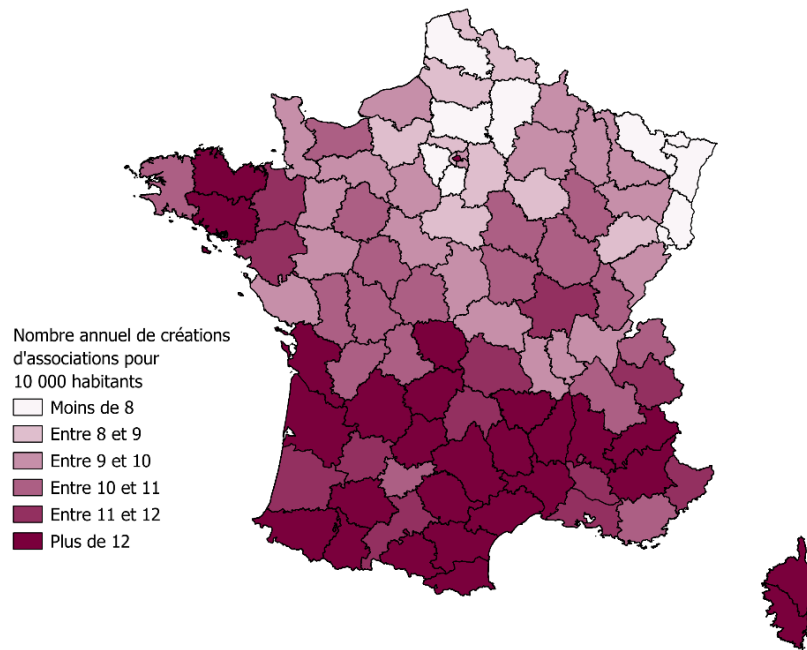 Nombre annuel de créations
d'associations pour
10 000 habitants
Moins de 8
Entre 8 et 9
Entre 9 et 10
Entre 10 et 11
Entre 11 et 12
Plus de 12